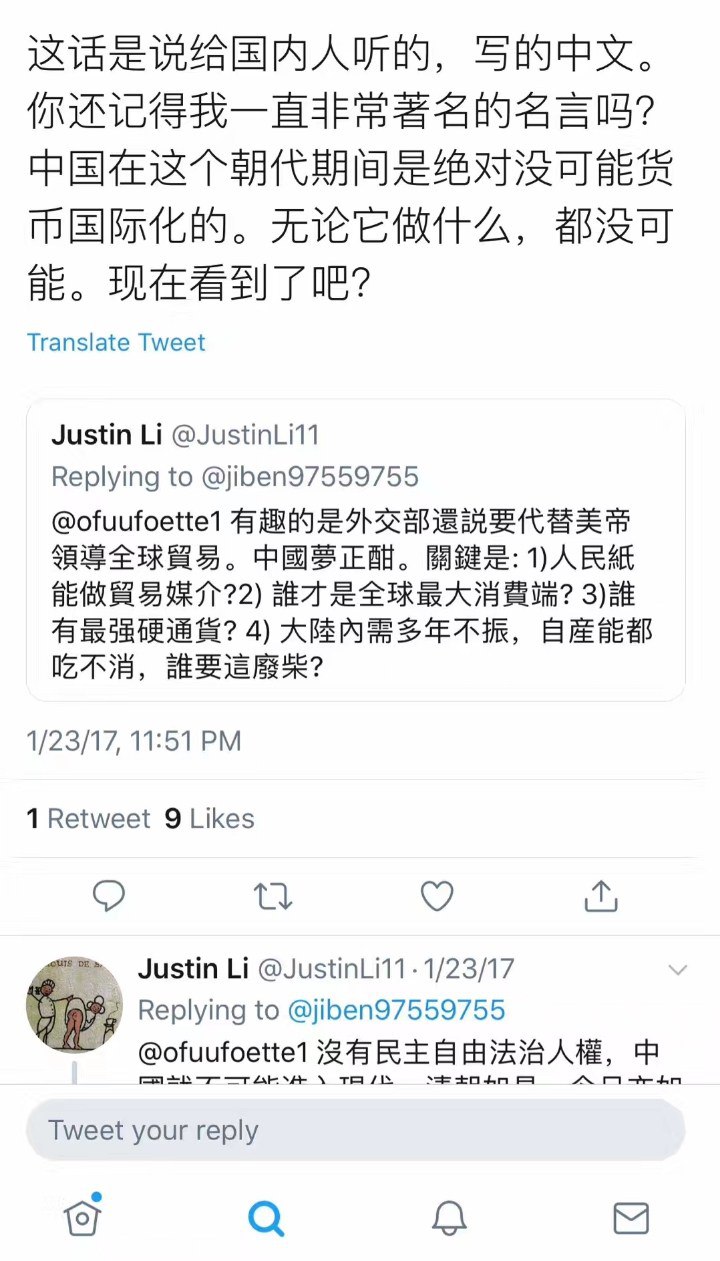 这话是说给国内人听的，写的中文。
你还记得我一直非常著名的名言吗？
中国在这个朝代期间是绝对没可能货
币国际化的。无论它做什么，都没可
能。现在看到了吧？
Translate Tweet
Justin Li @JustinLi11
Replying to @jiben97559755
@ofuufoette1 有趣的是外交部還説要代替美帝
領導全球貿易。中國夢正酣。關鍵是: 1)人民紙
能做貿易媒介?2) 誰才是全球最大消費端? 3)誰
有最强硬通貨? 4) 大陸內需多年不振，自産能都
吃不消，誰要這廢柴?
1/23/17, 11:51 PM
1 Retweet 9 Likes
Justin Li @JustinLi11 · 1/23/17
Replying to @jiben97559755
@ofuufoette1 沒有民主自由法治人權，中
Tweet your reply